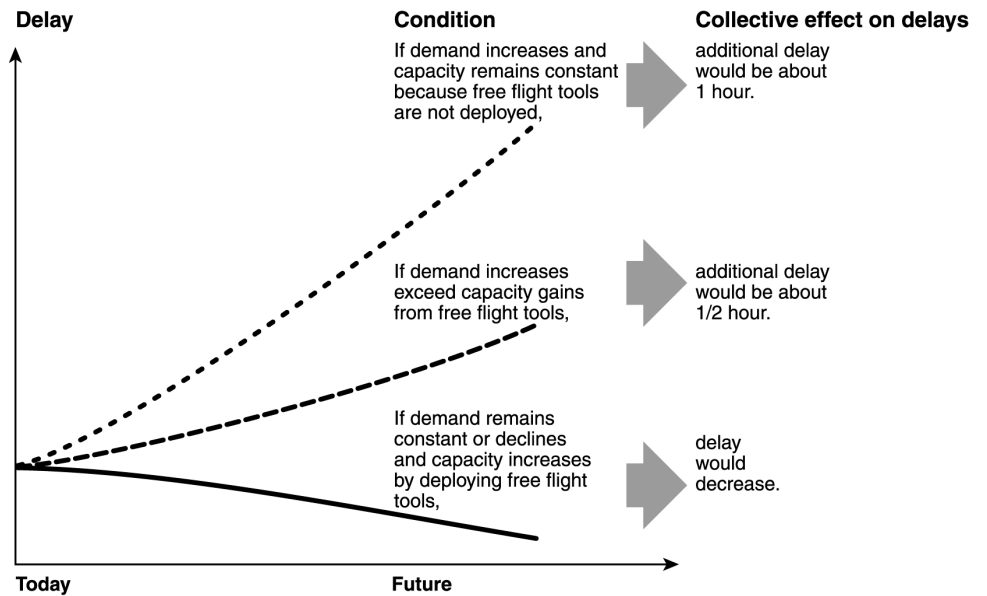 Delay
Condition
Collective effect on delays
If demand increases and
capacity remains constant
because free flight tools
are not deployed,
additional delay
would be about
1 hour.
If demand increases
exceed capacity gains
from free flight tools,
additional delay
would be about
1/2 hour.
If demand remains
constant or declines
and capacity increases
by deploying free flight
tools,
delay
would
decrease.
Today
Future